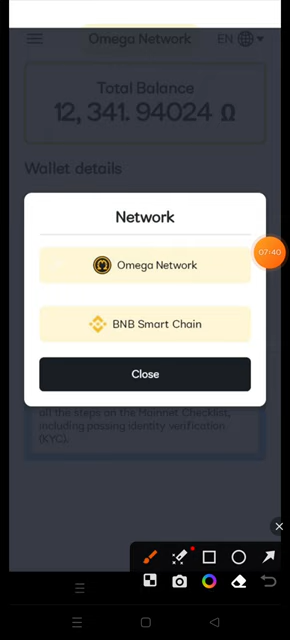 Omega Network
EN
Total Balance
12, 341. 94024 Ω
Wallet details
Network
Omega Network
07:40
BNB Smart Chain
Close
all the steps on the Mainnet Checklist,
including passing identity verification
(KYC).